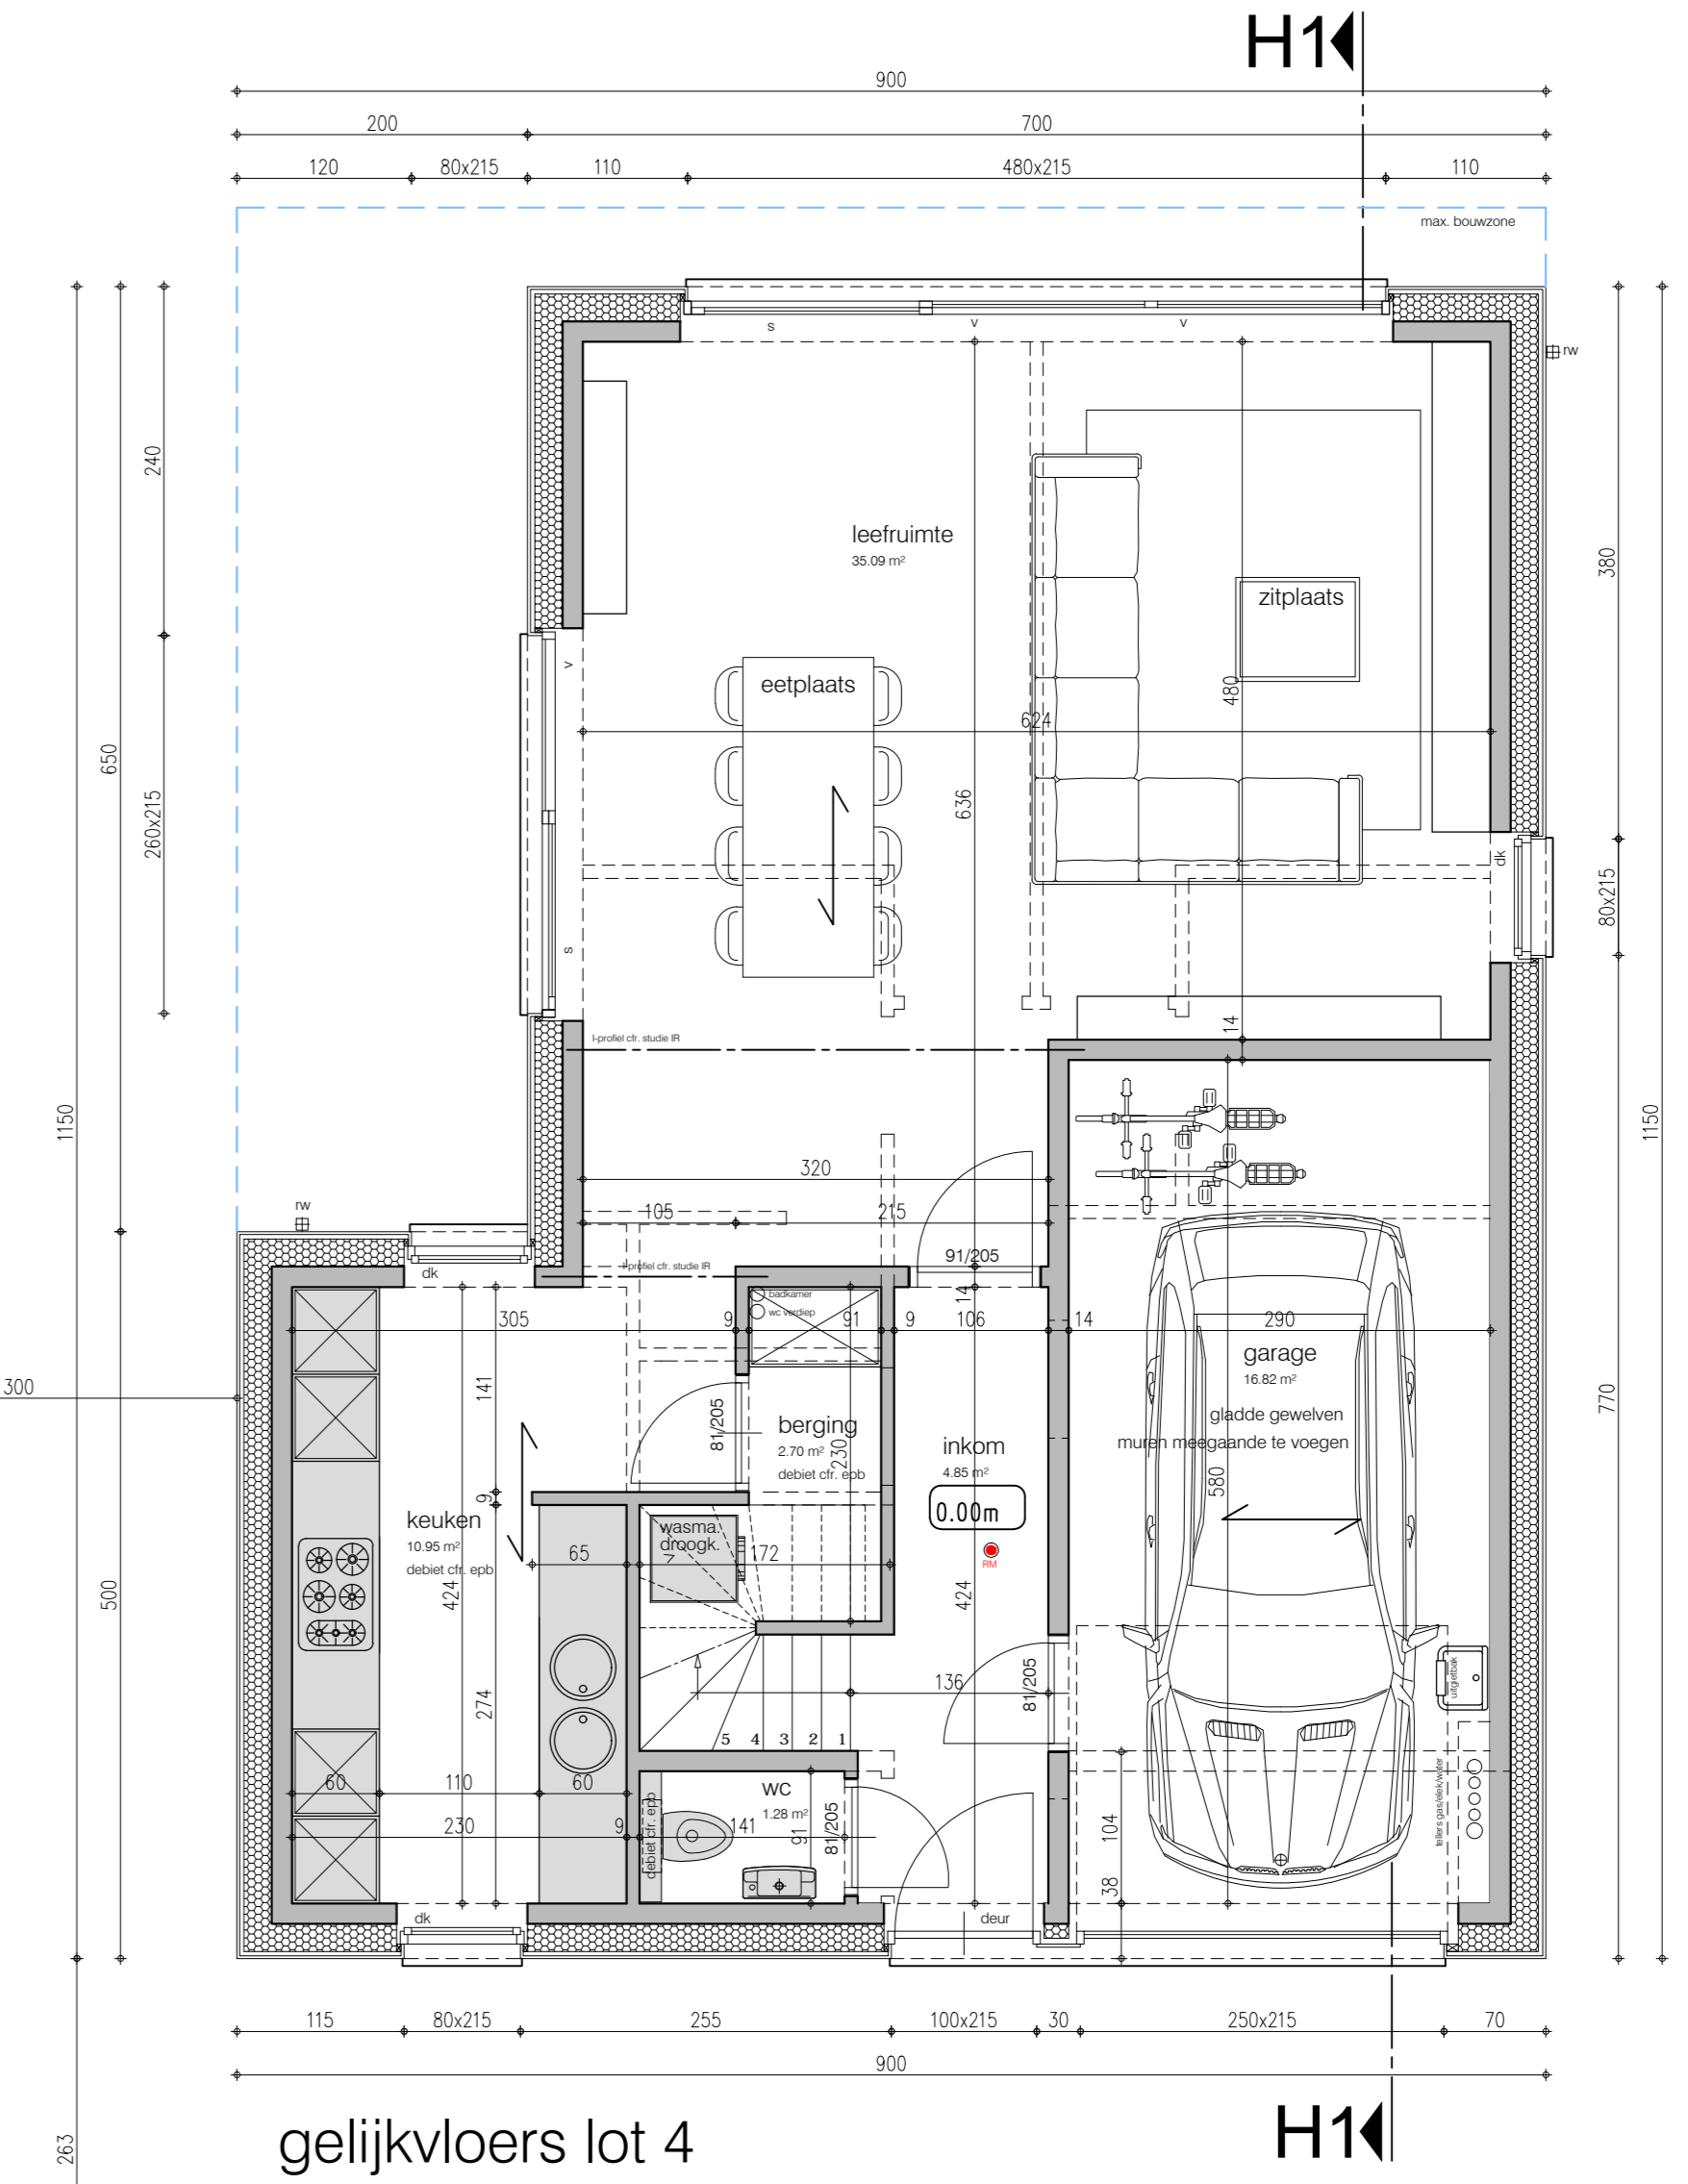 H1
900
200
700
120
80x215
110
480x215
110
max. bouwzone
rw
s
v
v
240
380
leefruimte
35.09 m²
zitplaats
v
eetplaats
480
624
650
636
260x215
dk
80x215
s
14
I-profiel cfr. studie IR
1150
1150
320
rw
105
215
91/205
dk
I-profiel cfr. studie IR
badkamer
wc verdiep
14
305
9
91
9
106
14
290
garage
16.82 m²
300
141
81/205
berging
2.70 m²
debiet cfr. epb
230
inkom
4.85 m²
gladde gewelven
muren meegaande te voegen
770
580
9
0.00m
keuken
10.95 m²
debiet cfr. epb
wasma.
droogk.
65
172
RM
424
424
500
uitgietbak
136
81/205
274
5
4
3
2
1
60
110
60
WC
1.28 m²
debiet cfr. epb
tellers gas/elek/water
230
9
141
91
81/205
104
38
dk
deur
115
80x215
255
100x215
30
250x215
70
900
263
gelijkvloers lot 4
H1